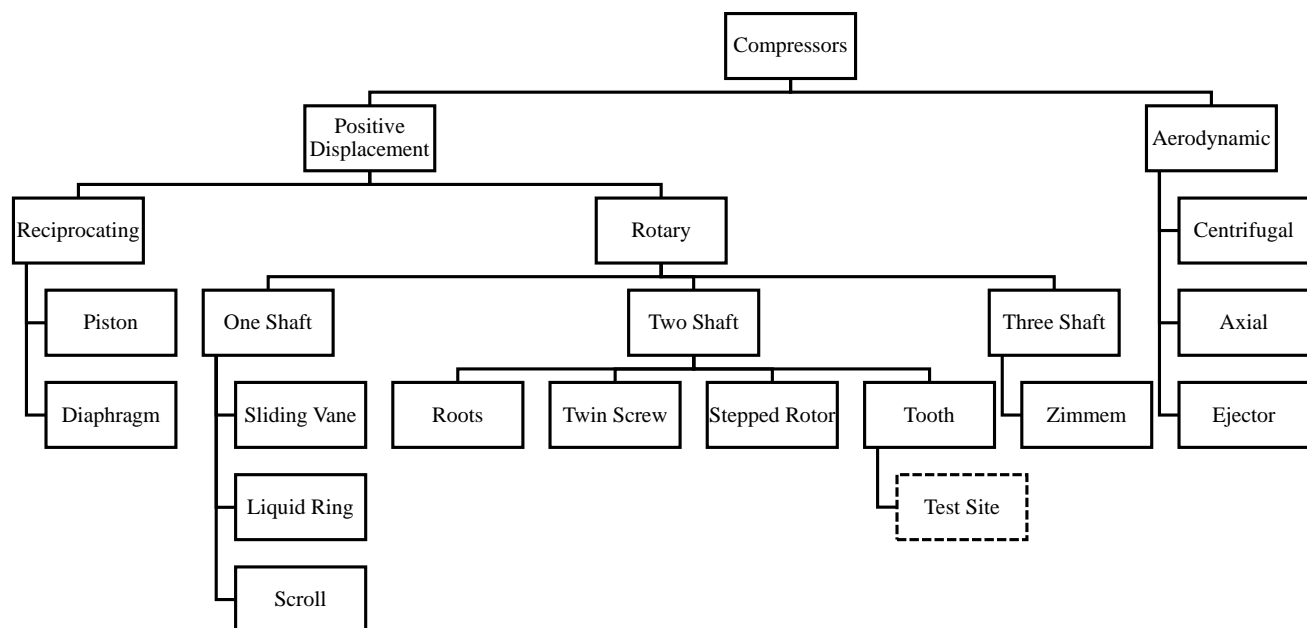 Compressors
Positive
Displacement
Aerodynamic
Reciprocating
Rotary
Centrifugal
Piston
One Shaft
Two Shaft
Three Shaft
Axial
Diaphragm
Sliding Vane
Roots
Twin Screw
Stepped Rotor
Tooth
Zimmem
Ejector
Liquid Ring
Test Site
Scroll